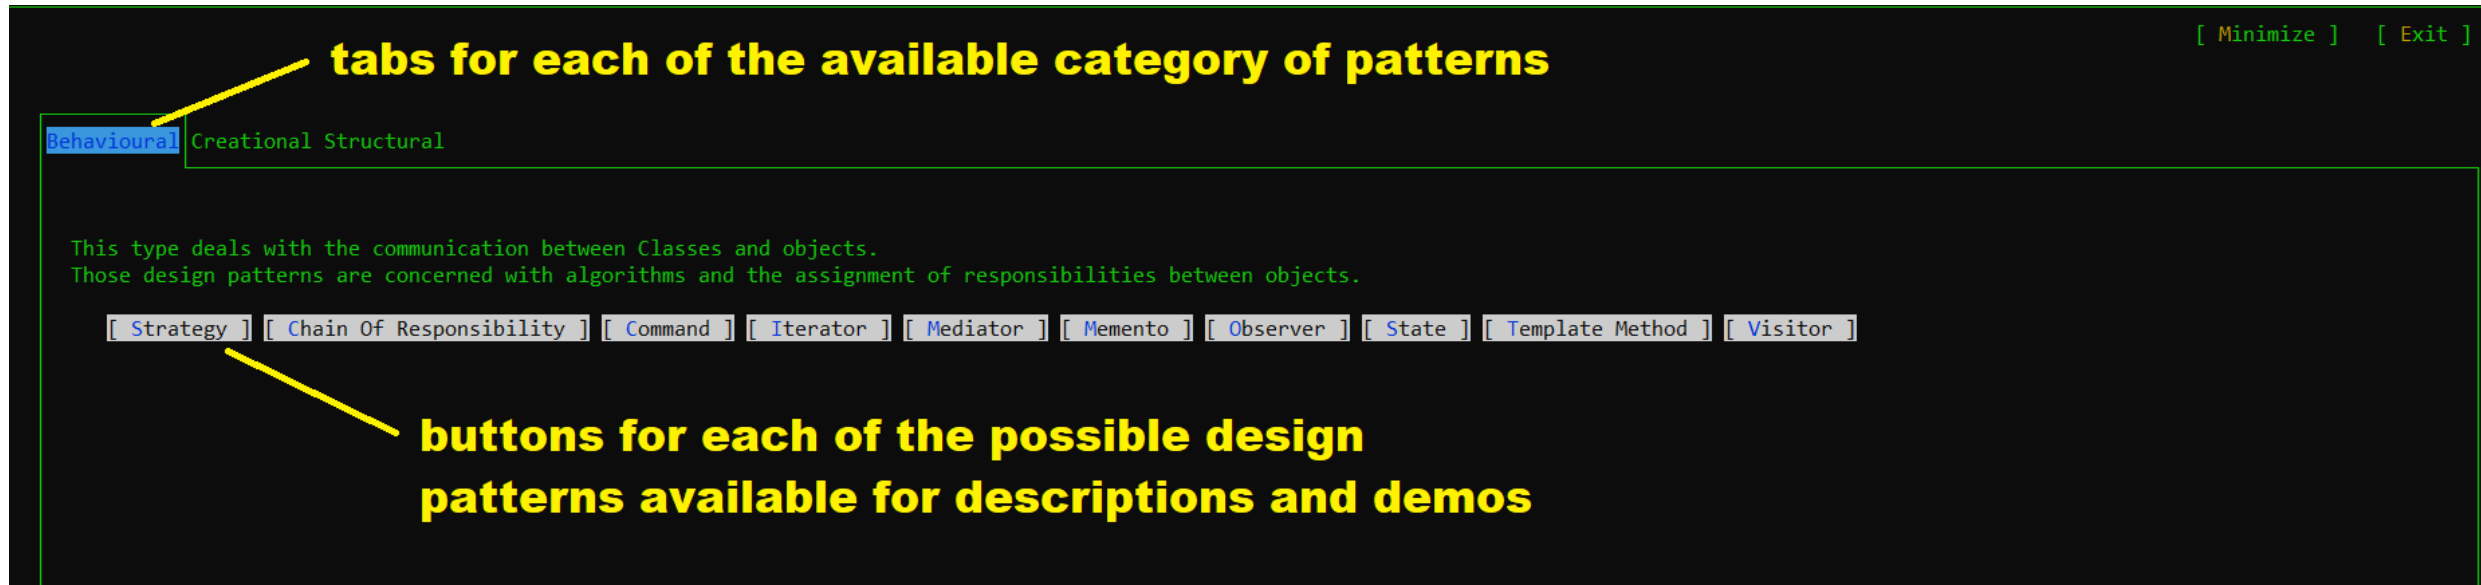 [ Minimize ] [ Exit ]
tabs for each of the available category of patterns
Behavioural Creational Structural
This type deals with the communication between Classes and objects.
Those design patterns are concerned with algorithms and the assignment of responsibilities between objects.
[ Strategy ] [ Chain Of Responsibility ] [ Command ] [ Iterator ] [ Mediator ] [ Memento ] [ Observer ] [ State ] [ Template Method ] [ Visitor ]
buttons for each of the possible design
patterns available for descriptions and demos